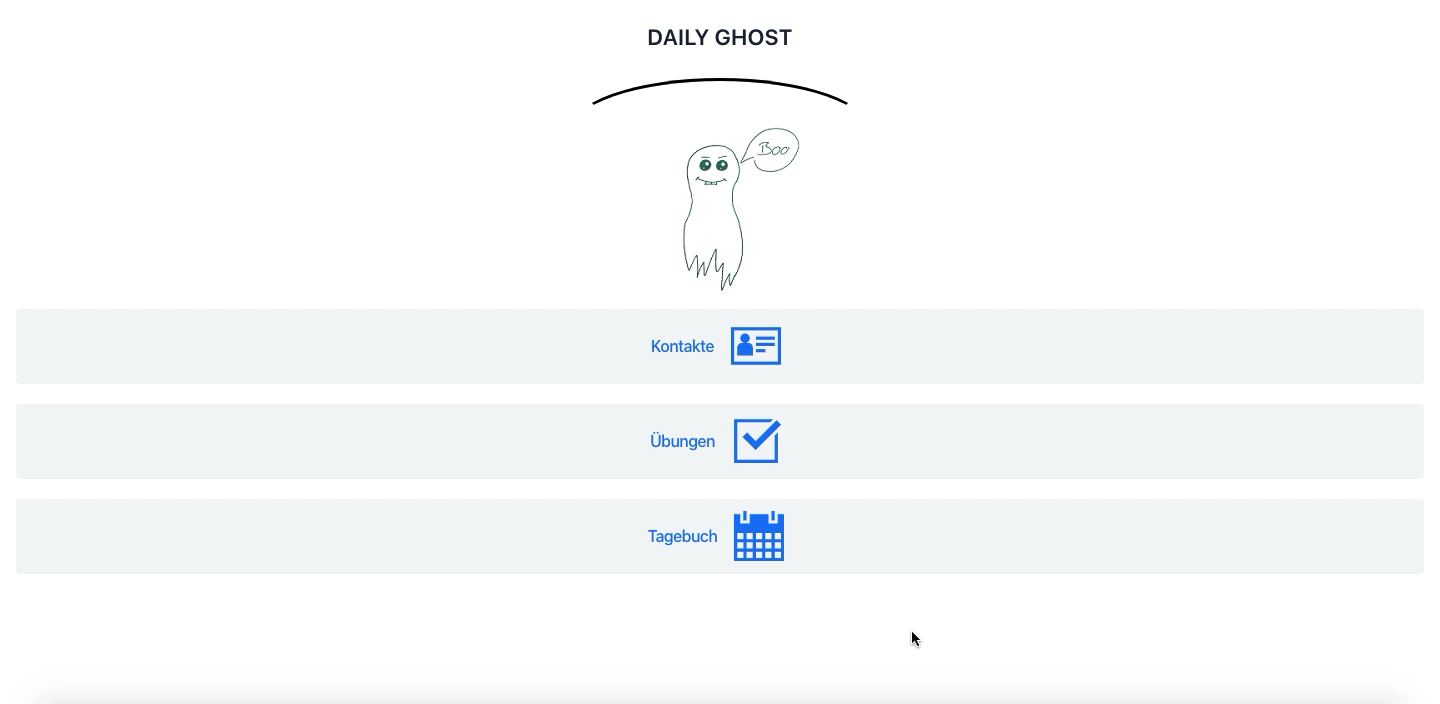 DAILY GHOST
Boo
Kontakte
Übungen
Tagebuch